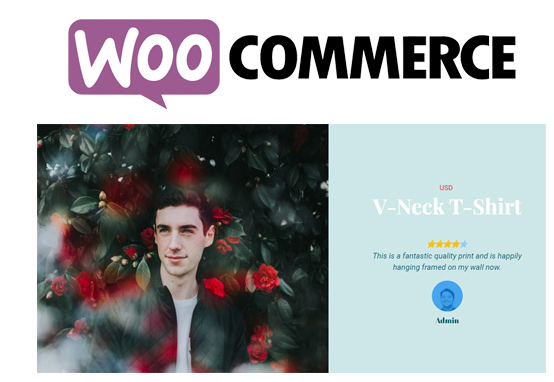 WOO COMMERCE
USD
V-Neck T-Shirt
This is a fantastic quality print and is happily
hanging framed on my wall now.
Admin